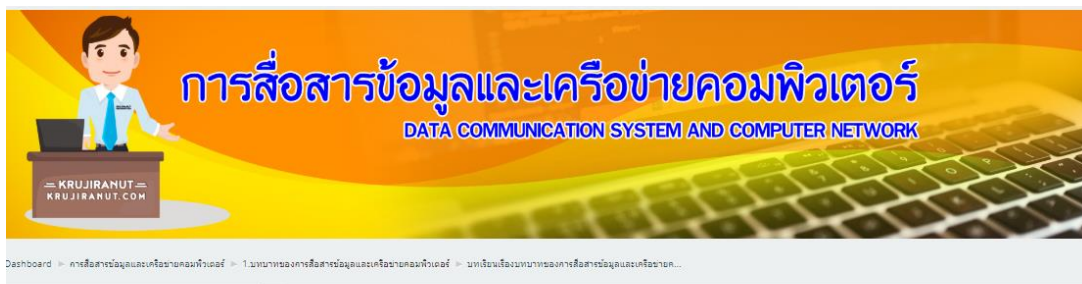 การสื่อสารข้อมูลและเครือข่ายคอมพิวเตอร์
DATA COMMUNICATION SYSTEM AND COMPUTER NETWORK
KRUJIRANUT
KRUJIRANUT.COM
Dashboard ► การสื่อสารข้อมูลและเครือข่ายคอมพิวเตอร์ ► 1.บทบาทของการสื่อสารข้อมูลและเครือข่ายคอมพิวเตอร์ ► บทเรียนเรื่องบทบาทของการสื่อสารข้อมูลและเครือข่ายค...